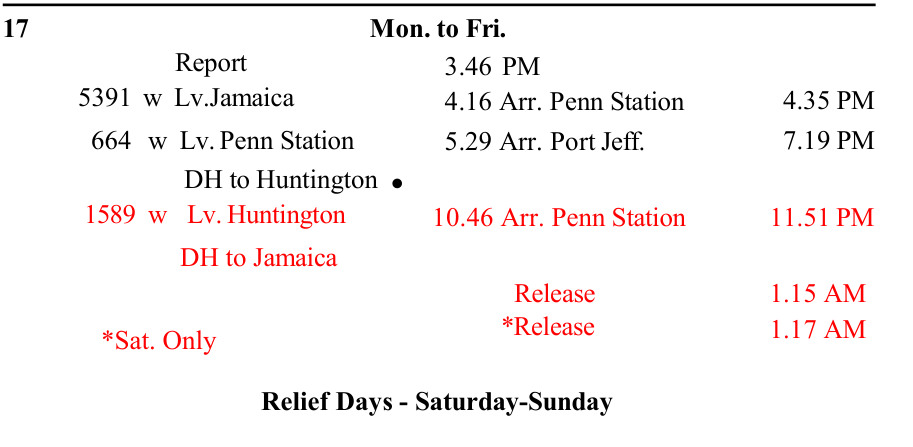 17 Mon. to Fri.
Report 3.46 PM
5391 w Lv.Jamaica 4.16 Arr. Penn Station 4.35 PM
664 w Lv. Penn Station 5.29 Arr. Port Jeff. 7.19 PM
DH to Huntington •
1589 w Lv. Huntington 10.46 Arr. Penn Station 11.51 PM
DH to Jamaica
Release 1.15 AM
*Release 1.17 AM
*Sat. Only
Relief Days - Saturday-Sunday